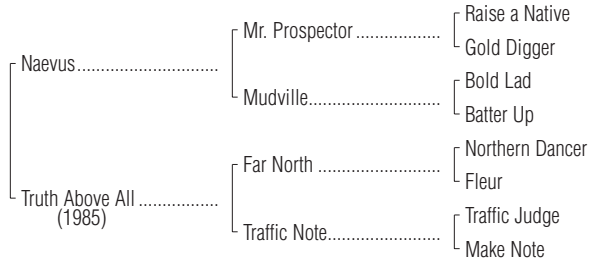 Raise a Native
Mr. Prospector ...................
Gold Digger
Naevus................................
Bold Lad
Mudville..............................
Batter Up
Northern Dancer
Far North ...........................
Fleur
Truth Above All ..................
(1985)
Traffic Judge
Traffic Note.........................
Make Note